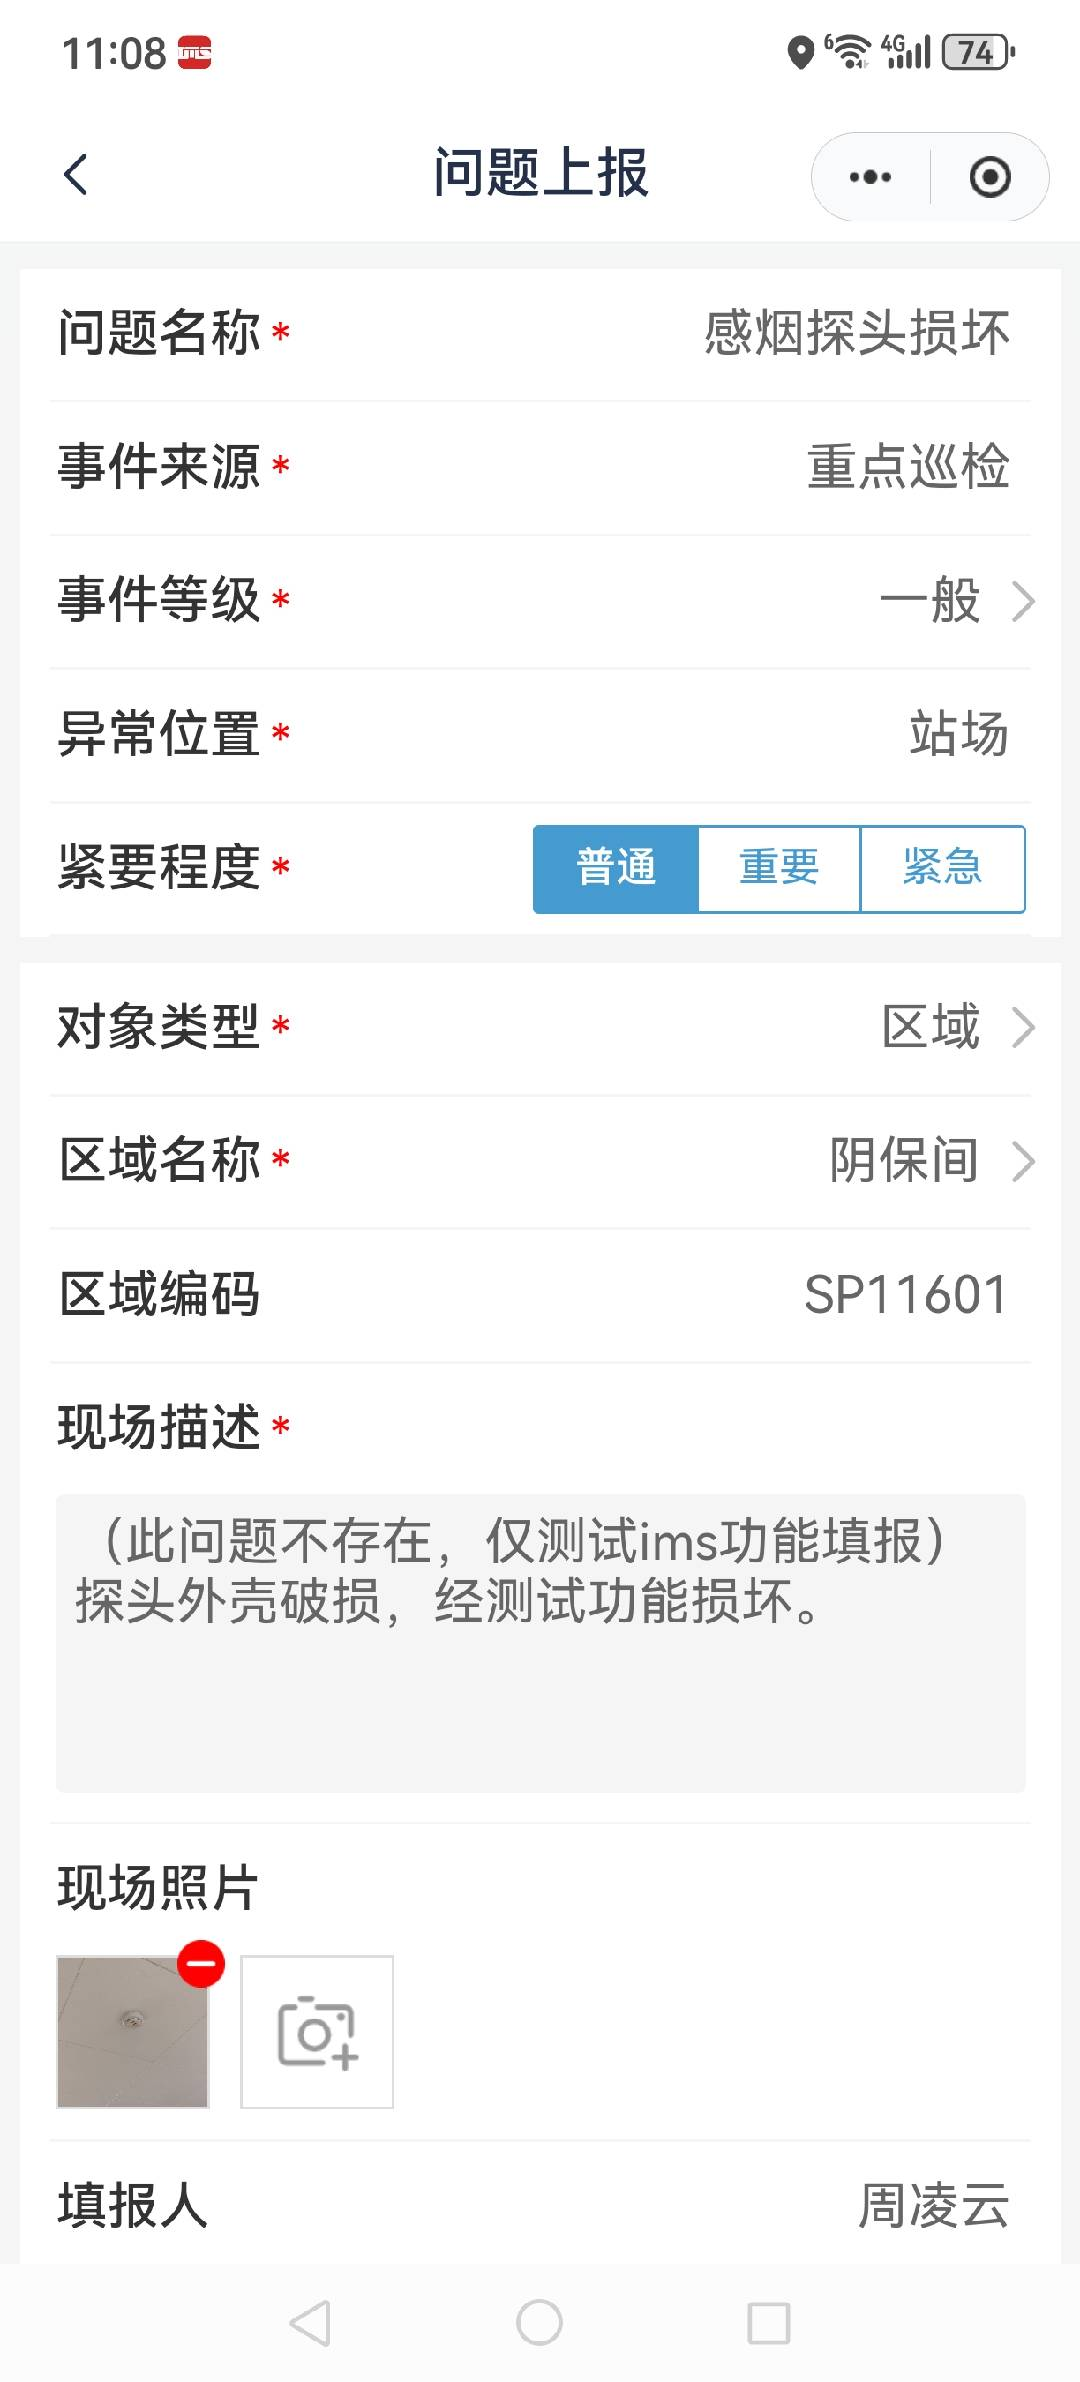 11:08 ims 6 4G 74
问题上报
问题名称* 感烟探头损坏
事件来源* 重点巡检
事件等级* 一般
异常位置* 站场
紧要程度* 普通 重要 紧急
对象类型* 区域
区域名称* 阴保间
区域编码 SP11601
现场描述*
（此问题不存在，仅测试ims功能填报）
探头外壳破损，经测试功能损坏。
现场照片
填报人 周凌云